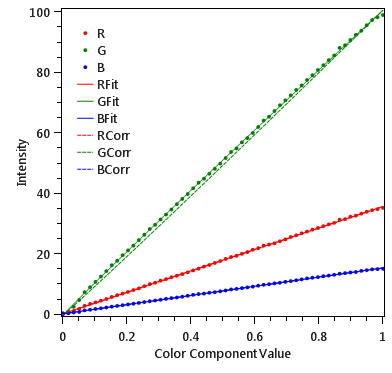 100
80
60
40
20
0
Intensity
R
G
B
RFit
GFit
BFit
RCorr
GCorr
BCorr
0 0.2 0.4 0.6 0.8 1
Color Component Value